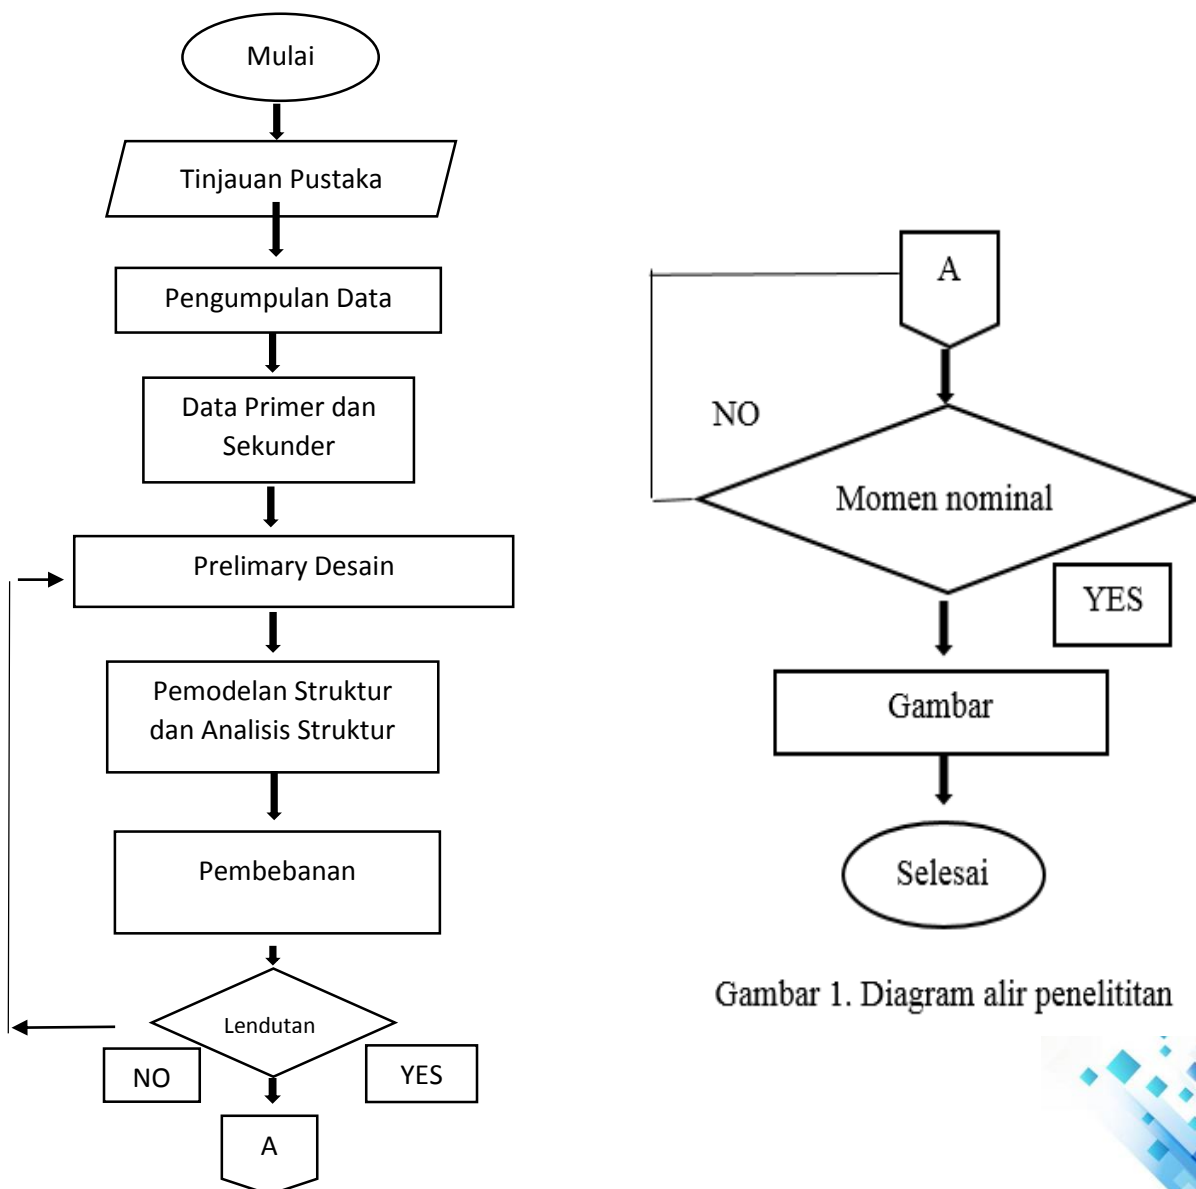 Mulai
Tinjauan Pustaka
Pengumpulan Data
Data Primer dan
Sekunder
Prelimary Desain
Pemodelan Struktur
dan Analisis Struktur
Pembebanan
Lendutan
NO
YES
A
A
NO
Momen nominal
YES
Gambar
Selesai
Gambar 1. Diagram alir penelititan